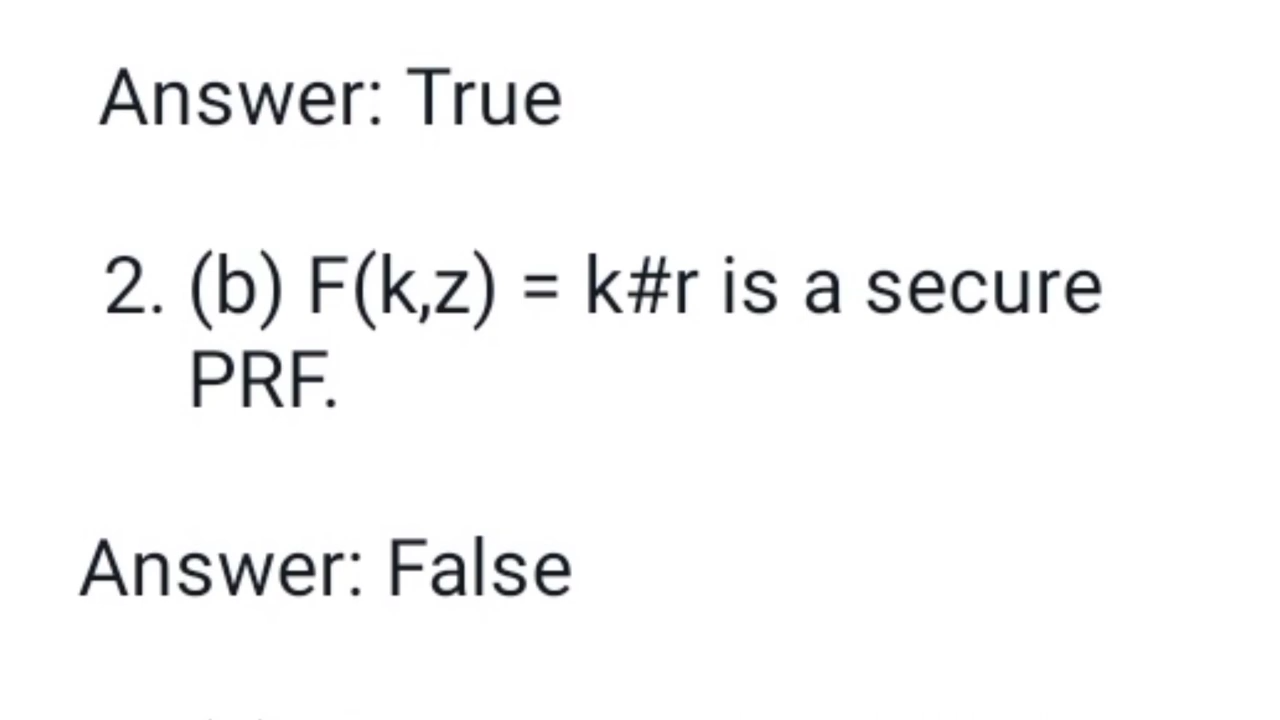 Answer: True
2. (b) F(k,z) = k#r is a secure
PRF.
Answer: False